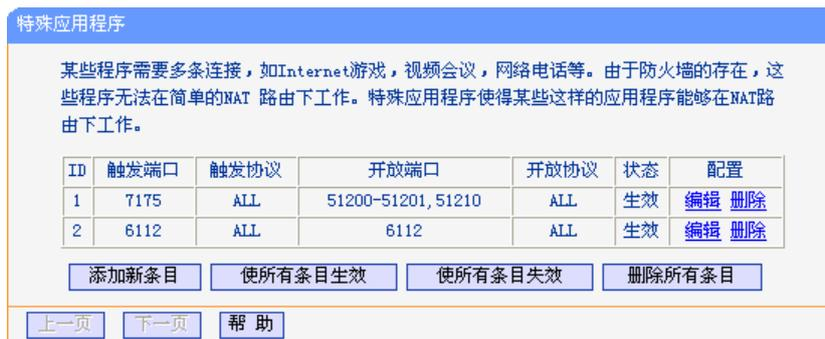 特殊应用程序
某些程序需要多条连接，如Internet游戏，视频会议，网络电话等。由于防火墙的存在，这
些程序无法在简单的NAT 路由下工作。特殊应用程序使得某些这样的应用程序能够在NAT路
由下工作。
ID 触发端口 触发协议 开放端口 开放协议 状态 配置
1 7175 ALL 51200-51201,51210 ALL 生效 编辑 删除
2 6112 ALL 6112 ALL 生效 编辑 删除
添加新条目 使所有条目生效 使所有条目失效 删除所有条目
上一页 下一页 帮 助